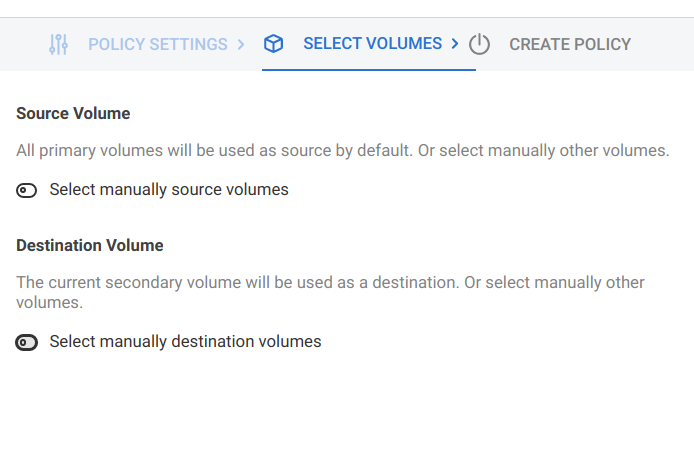 POLICY SETTINGS > SELECT VOLUMES > CREATE POLICY
Source Volume
All primary volumes will be used as source by default. Or select manually other volumes.
Select manually source volumes
Destination Volume
The current secondary volume will be used as a destination. Or select manually other
volumes.
Select manually destination volumes